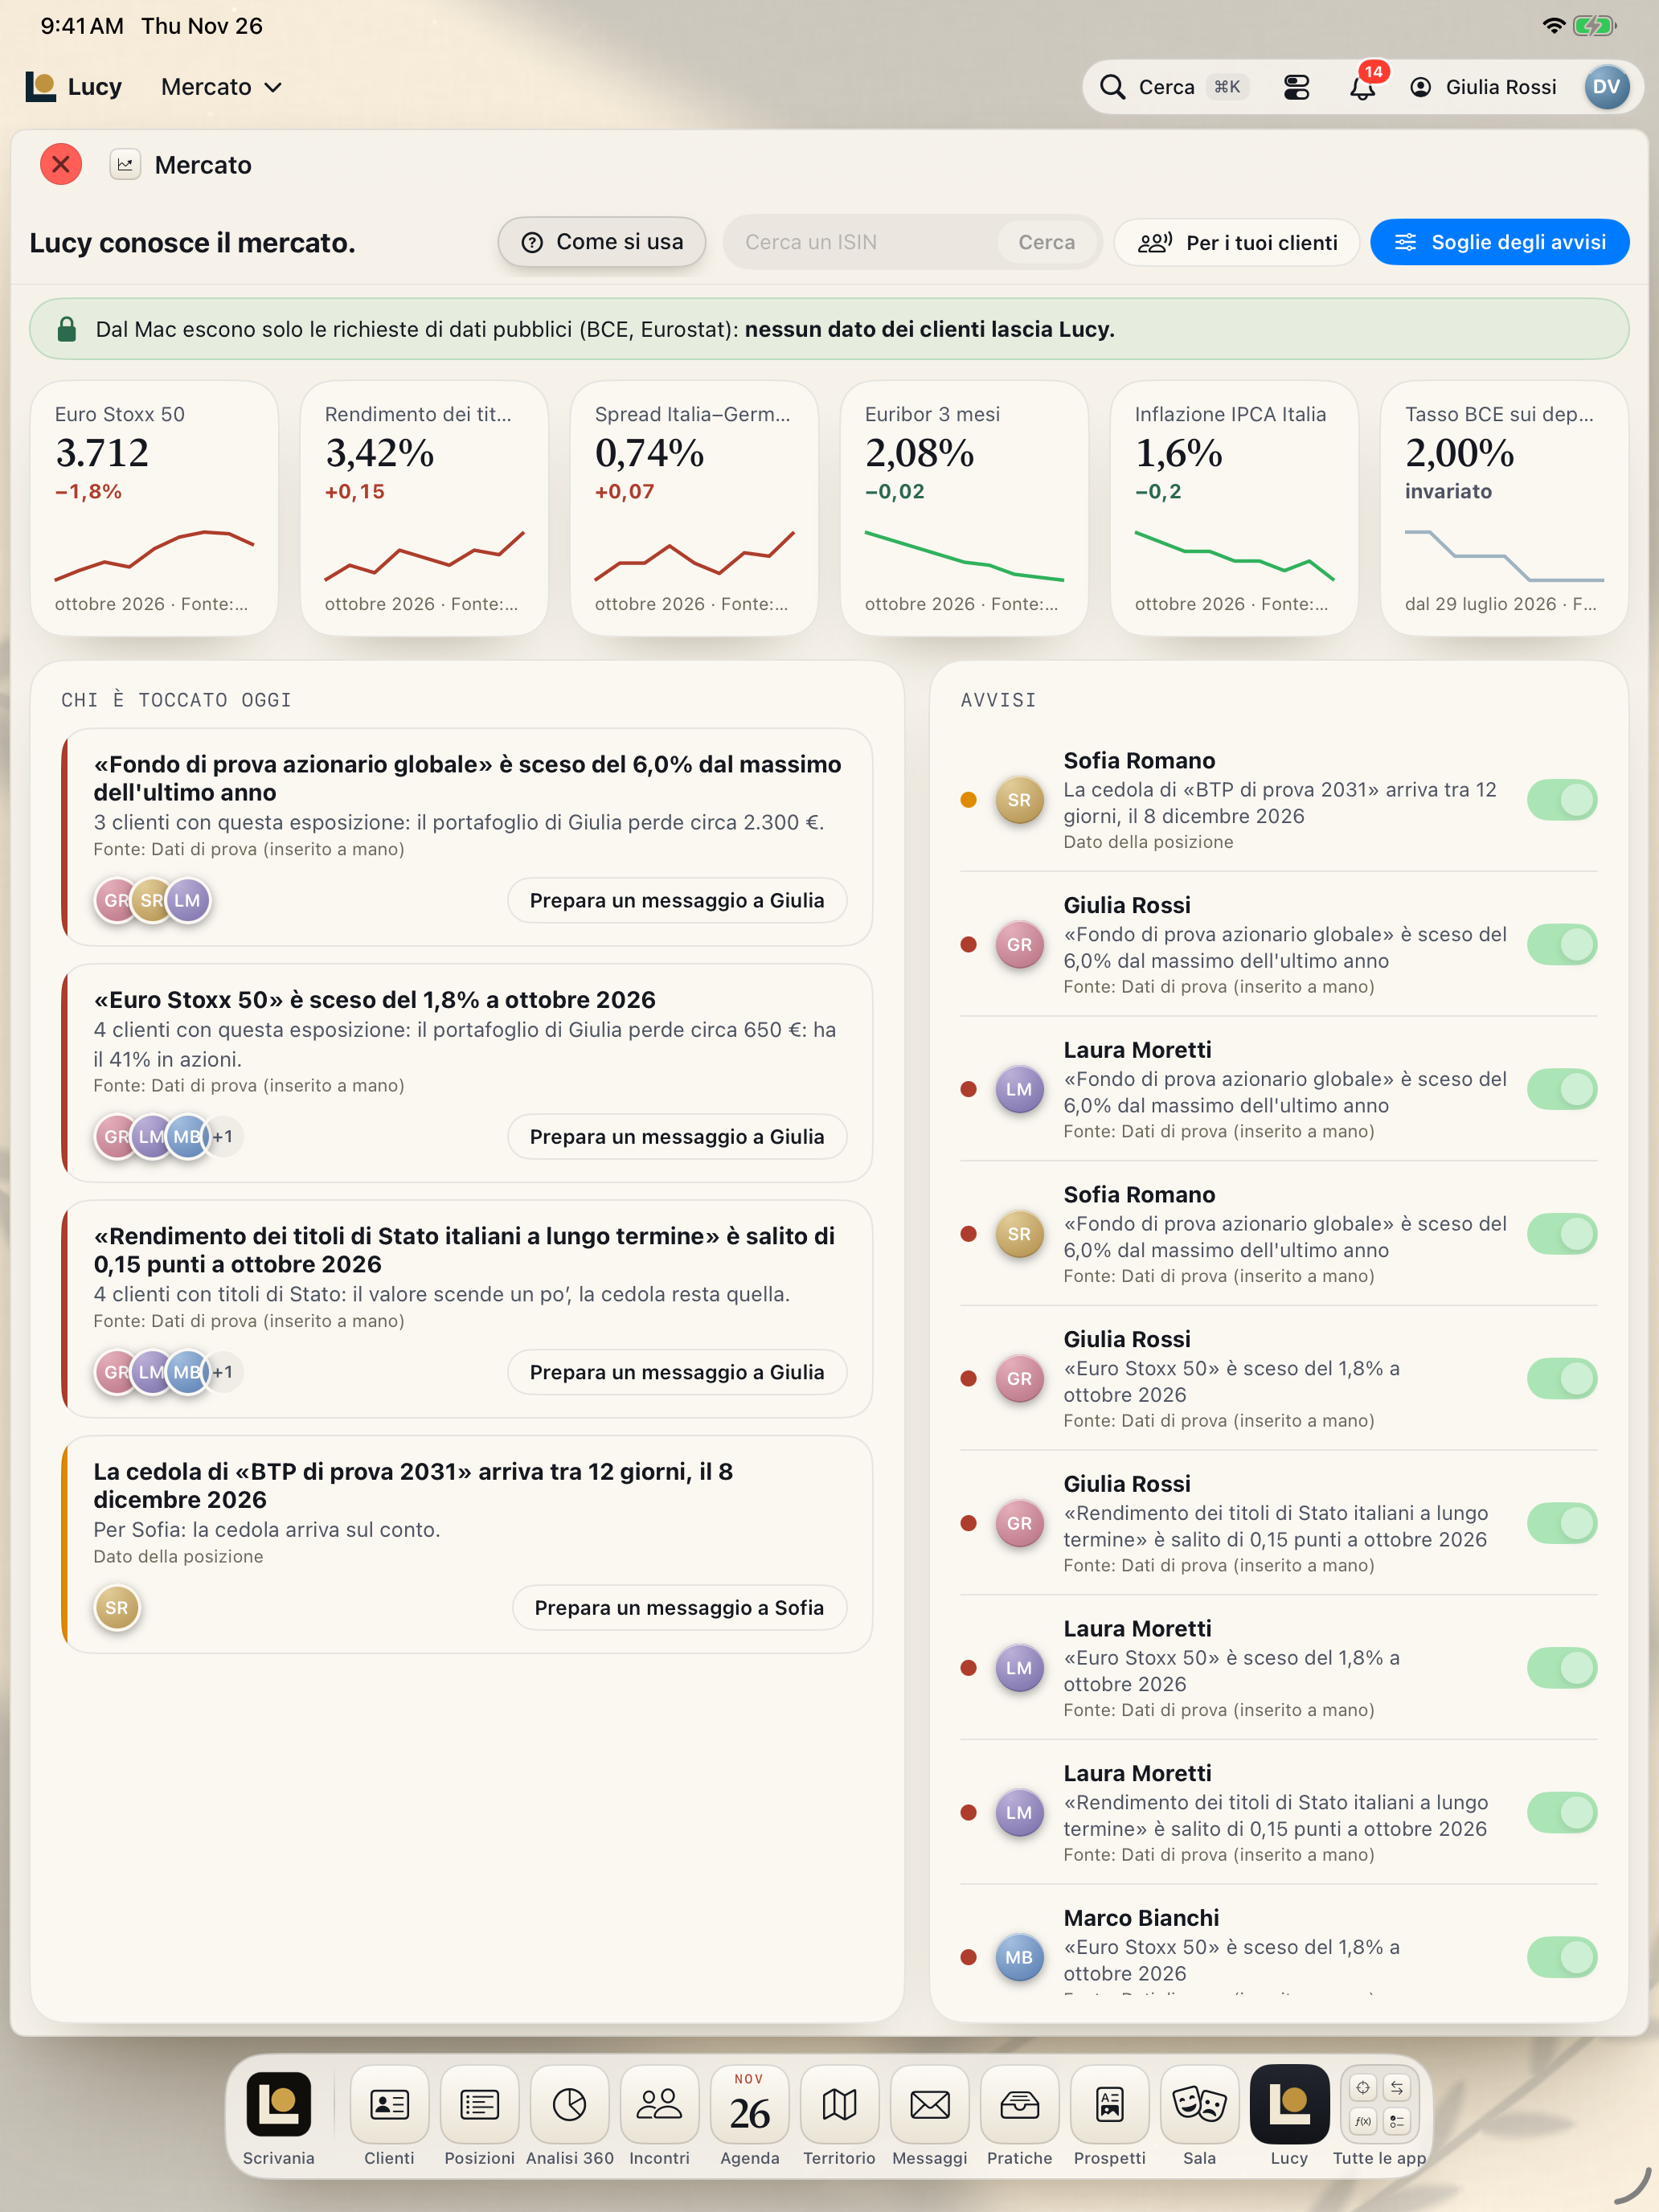 9:41 AM Thu Nov 26
Lucy
Mercato
Cerca ⌘K
14
Giulia Rossi
DV
Mercato
Lucy conosce il mercato.
Come si usa
Cerca un ISIN
Cerca
Per i tuoi clienti
Soglie degli avvisi
Dal Mac escono solo le richieste di dati pubblici (BCE, Eurostat): nessun dato dei clienti lascia Lucy.
Euro Stoxx 50
3.712
−1,8%
ottobre 2026 · Fonte:...
Rendimento dei tit...
3,42%
+0,15
ottobre 2026 · Fonte:...
Spread Italia–Germ...
0,74%
+0,07
ottobre 2026 · Fonte:...
Euribor 3 mesi
2,08%
−0,02
ottobre 2026 · Fonte:...
Inflazione IPCA Italia
1,6%
−0,2
ottobre 2026 · Fonte:...
Tasso BCE sui dep...
2,00%
invariato
dal 29 luglio 2026 · F...
CHI È TOCCATO OGGI
«Fondo di prova azionario globale» è sceso del 6,0% dal massimo
dell'ultimo anno
3 clienti con questa esposizione: il portafoglio di Giulia perde circa 2.300 €.
Fonte: Dati di prova (inserito a mano)
GR SR LM
Prepara un messaggio a Giulia
«Euro Stoxx 50» è sceso del 1,8% a ottobre 2026
4 clienti con questa esposizione: il portafoglio di Giulia perde circa 650 €: ha
il 41% in azioni.
Fonte: Dati di prova (inserito a mano)
GR LM MB +1
Prepara un messaggio a Giulia
«Rendimento dei titoli di Stato italiani a lungo termine» è salito di
0,15 punti a ottobre 2026
4 clienti con titoli di Stato: il valore scende un po’, la cedola resta quella.
Fonte: Dati di prova (inserito a mano)
GR LM MB +1
Prepara un messaggio a Giulia
La cedola di «BTP di prova 2031» arriva tra 12 giorni, il 8
dicembre 2026
Per Sofia: la cedola arriva sul conto.
Dato della posizione
SR
Prepara un messaggio a Sofia
AVVISI
SR
Sofia Romano
La cedola di «BTP di prova 2031» arriva tra 12
giorni, il 8 dicembre 2026
Dato della posizione
GR
Giulia Rossi
«Fondo di prova azionario globale» è sceso del
6,0% dal massimo dell'ultimo anno
Fonte: Dati di prova (inserito a mano)
LM
Laura Moretti
«Fondo di prova azionario globale» è sceso del
6,0% dal massimo dell'ultimo anno
Fonte: Dati di prova (inserito a mano)
SR
Sofia Romano
«Fondo di prova azionario globale» è sceso del
6,0% dal massimo dell'ultimo anno
Fonte: Dati di prova (inserito a mano)
GR
Giulia Rossi
«Euro Stoxx 50» è sceso del 1,8% a
ottobre 2026
Fonte: Dati di prova (inserito a mano)
GR
Giulia Rossi
«Rendimento dei titoli di Stato italiani a lungo
termine» è salito di 0,15 punti a ottobre 2026
Fonte: Dati di prova (inserito a mano)
LM
Laura Moretti
«Euro Stoxx 50» è sceso del 1,8% a
ottobre 2026
Fonte: Dati di prova (inserito a mano)
LM
Laura Moretti
«Rendimento dei titoli di Stato italiani a lungo
termine» è salito di 0,15 punti a ottobre 2026
Fonte: Dati di prova (inserito a mano)
MB
Marco Bianchi
«Euro Stoxx 50» è sceso del 1,8% a
ottobre 2026
NOV
26
f(x)
Scrivania
Clienti
Posizioni
Analisi 360
Incontri
Agenda
Territorio
Messaggi
Pratiche
Prospetti
Sala
Lucy
Tutte le app